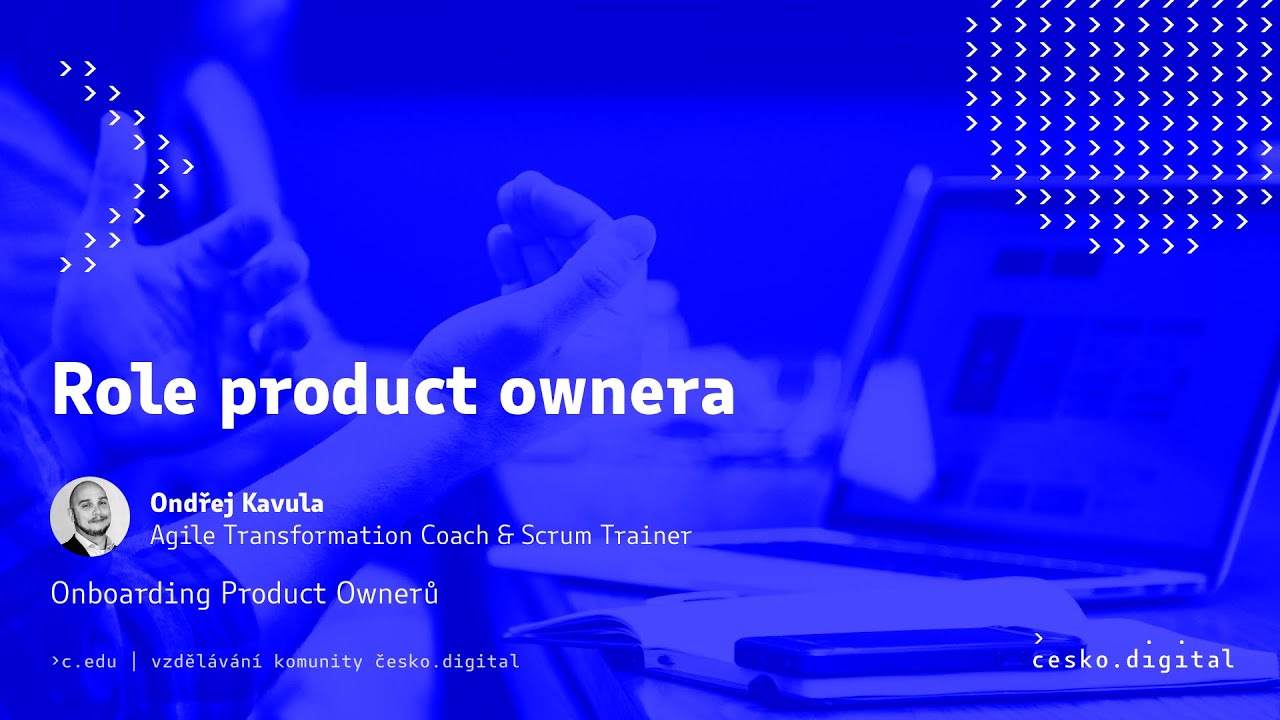 Role product ownera
Ondřej Kavula
Agile Transformation Coach & Scrum Trainer
Onboarding Product Ownerů
›c.edu | vzdělávání komunity česko.digital
›
cesko.digital